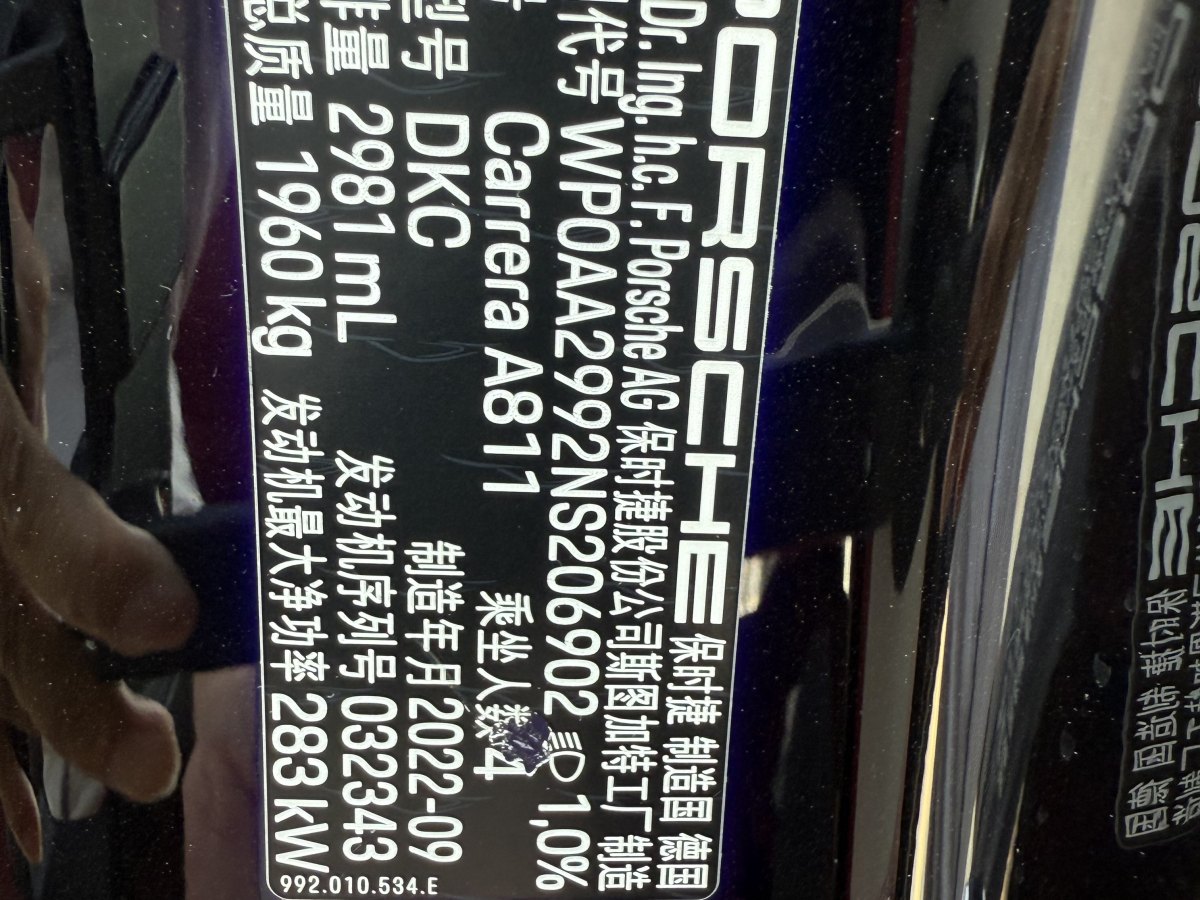 PORSCHE 保时捷 制造国 德国
Dr. Ing. h.c. F. Porsche AG 保时捷股份公司斯图加特工厂制造
代号 WP0AA2992NS206902 1,0%
Carrera A811 乘坐人数 4
型号 DKC 制造年月 2022-09
排量 2981 mL 发动机序列号 032343
总质量 1960 kg 发动机最大净功率 283 kW
992.010.534.E